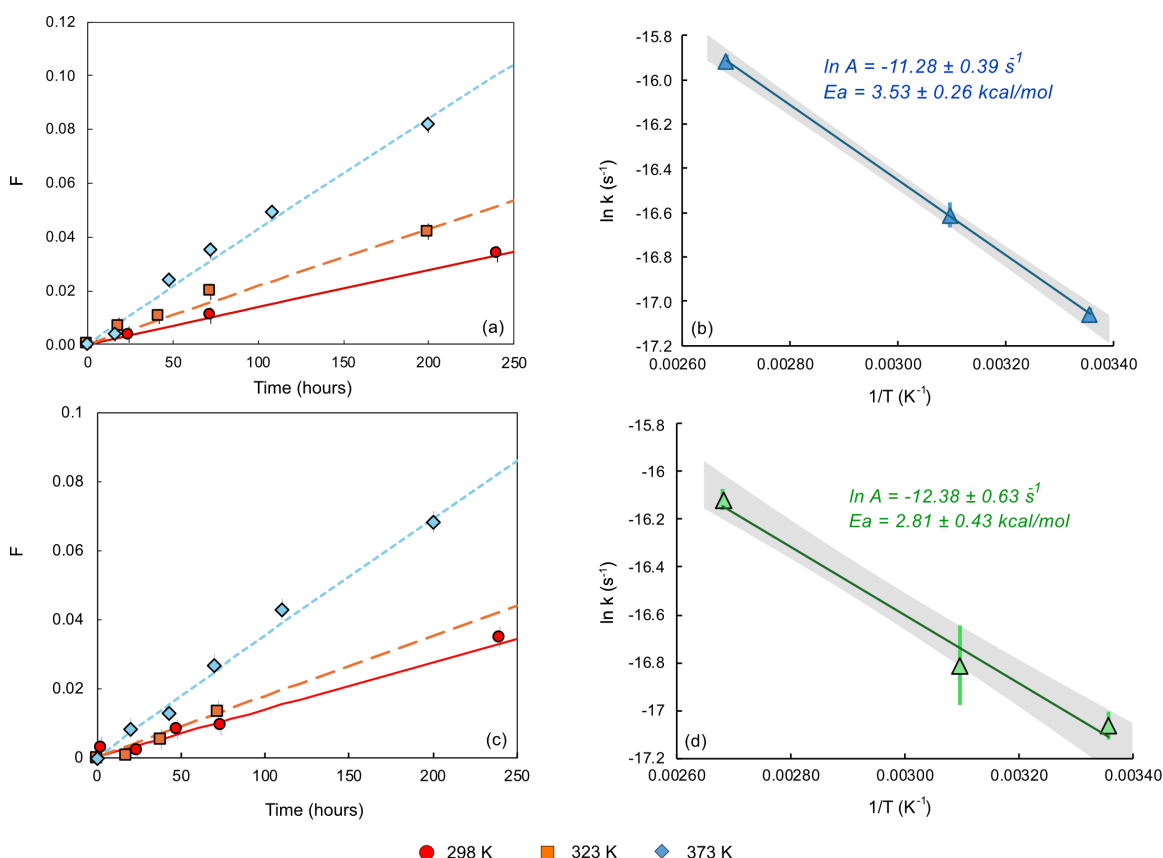 0.12
0.10
0.08
0.06
0.04
0.02
0.00
F
0
50
100
150
200
250
Time (hours)
(a)
-15.8
-16.0
-16.2
-16.4
-16.6
-16.8
-17.0
-17.2
ln k (s-1)
ln A = -11.28 ± 0.39 s-1
Ea = 3.53 ± 0.26 kcal/mol
(b)
0.00260
0.00280
0.00300
0.00320
0.00340
1/T (K-1)
0.1
0.08
0.06
0.04
0.02
0
F
0
50
100
150
200
250
Time (hours)
(c)
-15.8
-16
-16.2
-16.4
-16.6
-16.8
-17
-17.2
ln k (s-1)
ln A = -12.38 ± 0.63 s-1
Ea = 2.81 ± 0.43 kcal/mol
(d)
0.00260
0.00280
0.00300
0.00320
0.00340
1/T (K-1)
298 K
323 K
373 K